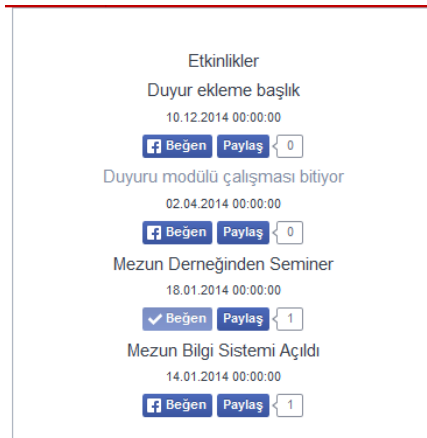 Etkinlikler
Duyur ekleme başlık
10.12.2014 00:00:00
Beğen Paylaş 0
Duyuru modülü çalışması bitiyor
02.04.2014 00:00:00
Beğen Paylaş 0
Mezun Derneğinden Seminer
18.01.2014 00:00:00
Beğen Paylaş 1
Mezun Bilgi Sistemi Açıldı
14.01.2014 00:00:00
Beğen Paylaş 1